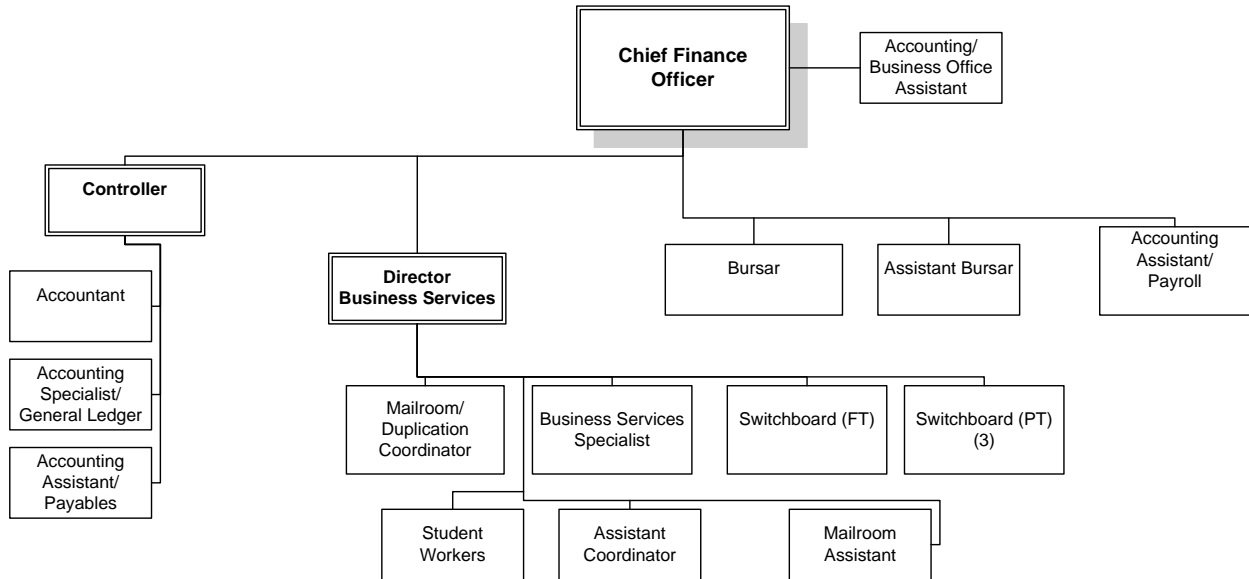 Chief Finance
Officer
Accounting/
Business Office
Assistant
Controller
Director
Business Services
Bursar
Assistant Bursar
Accounting
Assistant/
Payroll
Accountant
Accounting
Specialist/
General Ledger
Accounting
Assistant/
Payables
Mailroom/
Duplication
Coordinator
Business Services
Specialist
Switchboard (FT)
Switchboard (PT)
(3)
Student
Workers
Assistant
Coordinator
Mailroom
Assistant